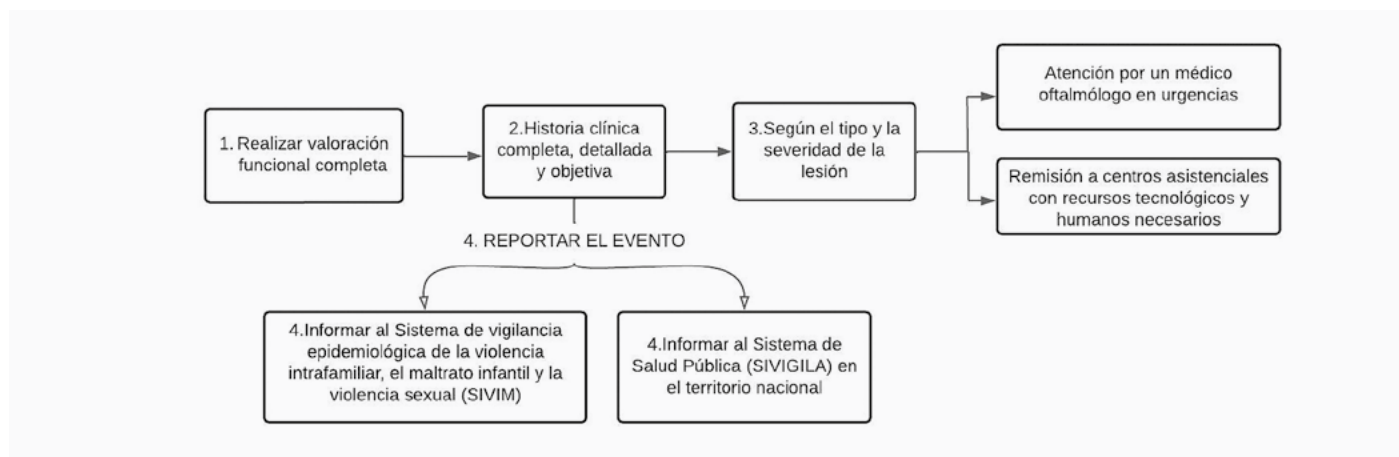 1. Realizar valoración
funcional completa
2.Historia clínica
completa, detallada
y objetiva
3.Según el tipo y la
severidad de la
lesión
Atención por un médico
oftalmólogo en urgencias
Remisión a centros asistenciales
con recursos tecnológicos y
humanos necesarios
4. REPORTAR EL EVENTO
4.Informar al Sistema de vigilancia
epidemiológica de la violencia
intrafamiliar, el maltrato infantil y la
violencia sexual (SIVIM)
4.Informar al Sistema de
Salud Pública (SIVIGILA) en
el territorio nacional